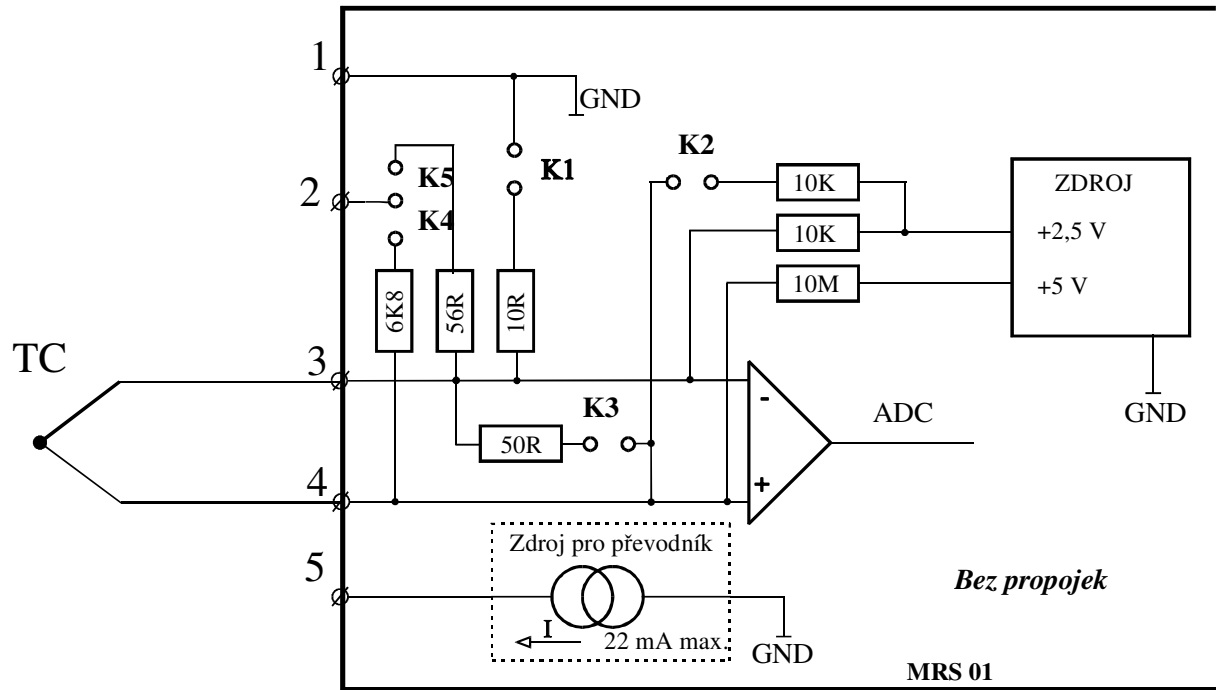 1
GND
K5
K1
K2
10K
ZDROJ
2
K4
10K
+2,5 V
10M
+5 V
6K8
56R
10R
TC
3
-
ADC
GND
K3
50R
4
+
Zdroj pro převodník
5
Bez propojek
I
22 mA max.
GND
MRS 01